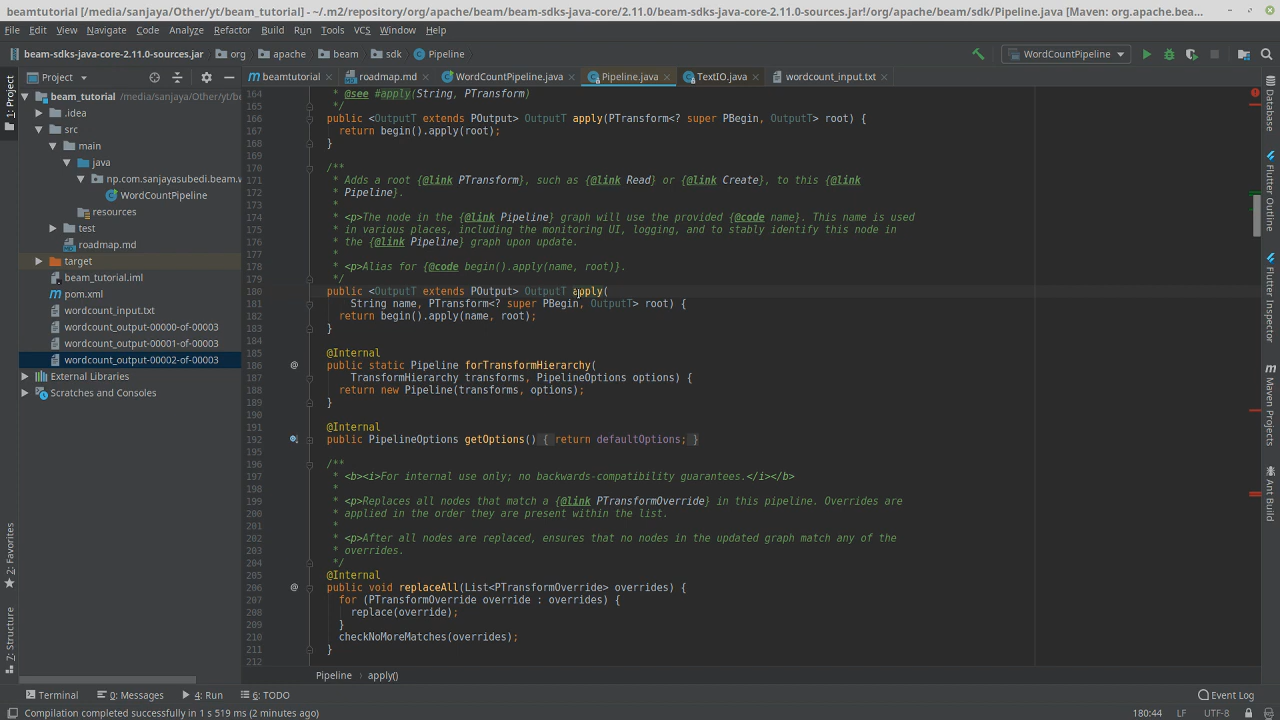 beamtutorial [/media/sanjaya/Other/yt/beam_tutorial] - ~/.m2/repository/org/apache/beam/beam-sdks-java-core/2.11.0/beam-sdks-java-core-2.11.0-sources.jar!/org/apache/beam/sdk/Pipeline.java [Maven: org.apache.bea...
File Edit View Navigate Code Analyze Refactor Build Run Tools VCS Window Help
beam-sdks-java-core-2.11.0-sources.jar org apache beam sdk Pipeline WordCountPipeline
Project beamtutorial roadmap.md WordCountPipeline.java Pipeline.java TextIO.java wordcount_input.txt
1: Project
beam_tutorial /media/sanjaya/Other/yt/b
.idea
src
main
java
np.com.sanjayasubedi.beam.w
WordCountPipeline
resources
test
roadmap.md
target
beam_tutorial.iml
pom.xml
wordcount_input.txt
wordcount_output-00000-of-00003
wordcount_output-00001-of-00003
wordcount_output-00002-of-00003
External Libraries
Scratches and Consoles
2: Favorites
7: Structure
164 * @see #apply(String, PTransform)
165 */
166 public <OutputT extends POutput> OutputT apply(PTransform<? super PBegin, OutputT> root) {
167 return begin().apply(root);
168 }
169
170 /**
171 * Adds a root {@link PTransform}, such as {@link Read} or {@link Create}, to this {@link
172 * Pipeline}.
173 *
174 * <p>The node in the {@link Pipeline} graph will use the provided {@code name}. This name is used
175 * in various places, including the monitoring UI, logging, and to stably identify this node in
176 * the {@link Pipeline} graph upon update.
177 *
178 * <p>Alias for {@code begin().apply(name, root)}.
179 */
180 public <OutputT extends POutput> OutputT apply(
181 String name, PTransform<? super PBegin, OutputT> root) {
182 return begin().apply(name, root);
183 }
184
185 @Internal
186 public static Pipeline forTransformHierarchy(
187 TransformHierarchy transforms, PipelineOptions options) {
188 return new Pipeline(transforms, options);
189 }
190
191 @Internal
192 public PipelineOptions getOptions() { return defaultOptions; }
195
196 /**
197 * <b><i>For internal use only; no backwards-compatibility guarantees.</i></b>
198 *
199 * <p>Replaces all nodes that match a {@link PTransformOverride} in this pipeline. Overrides are
200 * applied in the order they are present within the list.
201 *
202 * <p>After all nodes are replaced, ensures that no nodes in the updated graph match any of the
203 * overrides.
204 */
205 @Internal
206 public void replaceAll(List<PTransformOverride> overrides) {
207 for (PTransformOverride override : overrides) {
208 replace(override);
209 }
210 checkNoMoreMatches(overrides);
211 }
212
Database
Flutter Outline
Flutter Inspector
Maven Projects
Ant Build
Pipeline apply()
Terminal 0: Messages 4: Run 6: TODO Event Log
Compilation completed successfully in 1 s 519 ms (2 minutes ago) 180:44 LF UTF-8